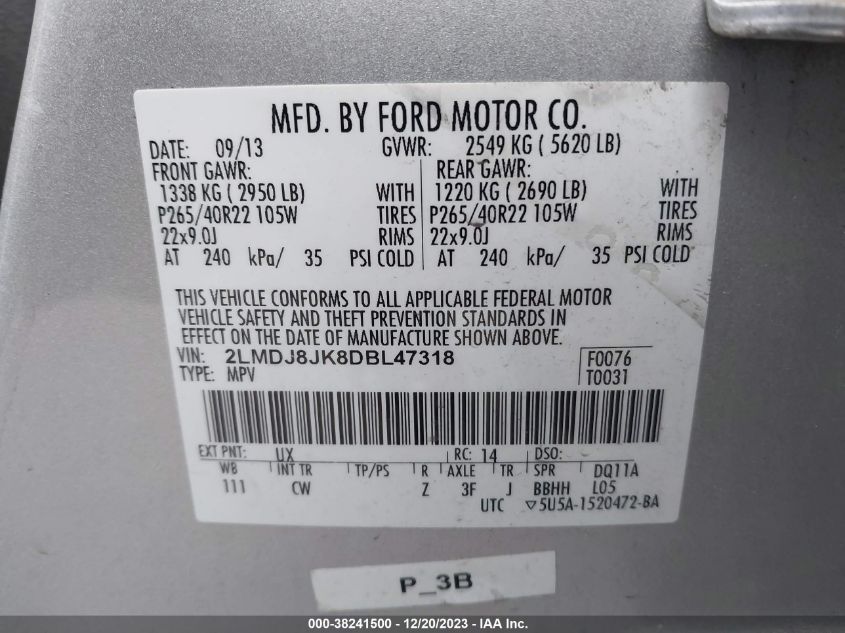 MFD. BY FORD MOTOR CO.
DATE: 09/13 GVWR: 2549 KG ( 5620 LB)
FRONT GAWR: REAR GAWR:
1338 KG ( 2950 LB) WITH 1220 KG ( 2690 LB) WITH
P265/40R22 105W TIRES P265/40R22 105W TIRES
22x9.0J RIMS 22x9.0J RIMS
AT 240 kPa/ 35 PSI COLD AT 240 kPa/ 35 PSI COLD
THIS VEHICLE CONFORMS TO ALL APPLICABLE FEDERAL MOTOR
VEHICLE SAFETY AND THEFT PREVENTION STANDARDS IN
EFFECT ON THE DATE OF MANUFACTURE SHOWN ABOVE.
VIN: 2LMDJ8JK8DBL47318 F0076
TYPE: MPV T0031
EXT PNT: UX RC: 14 DSO:
WB INT TR TP/PS R AXLE TR SPR DQ11A
111 CW Z 3F J BBHH L05
UTC ▽5U5A-1520472-BA
P_3B
000-38241500 - 12/20/2023 - IAA Inc.